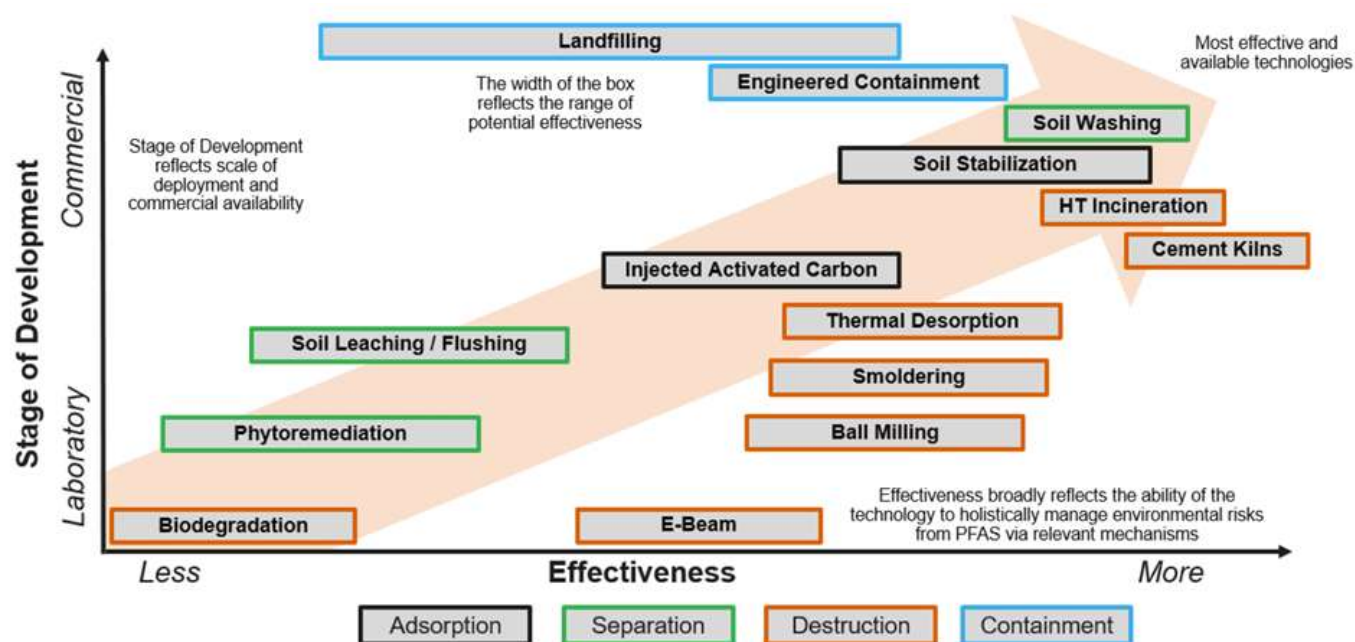 Landfilling
Most effective and
available technologies
Engineered Containment
The width of the box
reflects the range of
potential effectiveness
Soil Washing
Stage of Development
reflects scale of
deployment and
commercial availability
Soil Stabilization
HT Incineration
Cement Kilns
Injected Activated Carbon
Thermal Desorption
Soil Leaching / Flushing
Smoldering
Phytoremediation
Ball Milling
Effectiveness broadly reflects the ability of the
technology to holistically manage environmental risks
from PFAS via relevant mechanisms
Biodegradation
E-Beam
Stage of Development
Commercial
Laboratory
Less
Effectiveness
More
Adsorption
Separation
Destruction
Containment